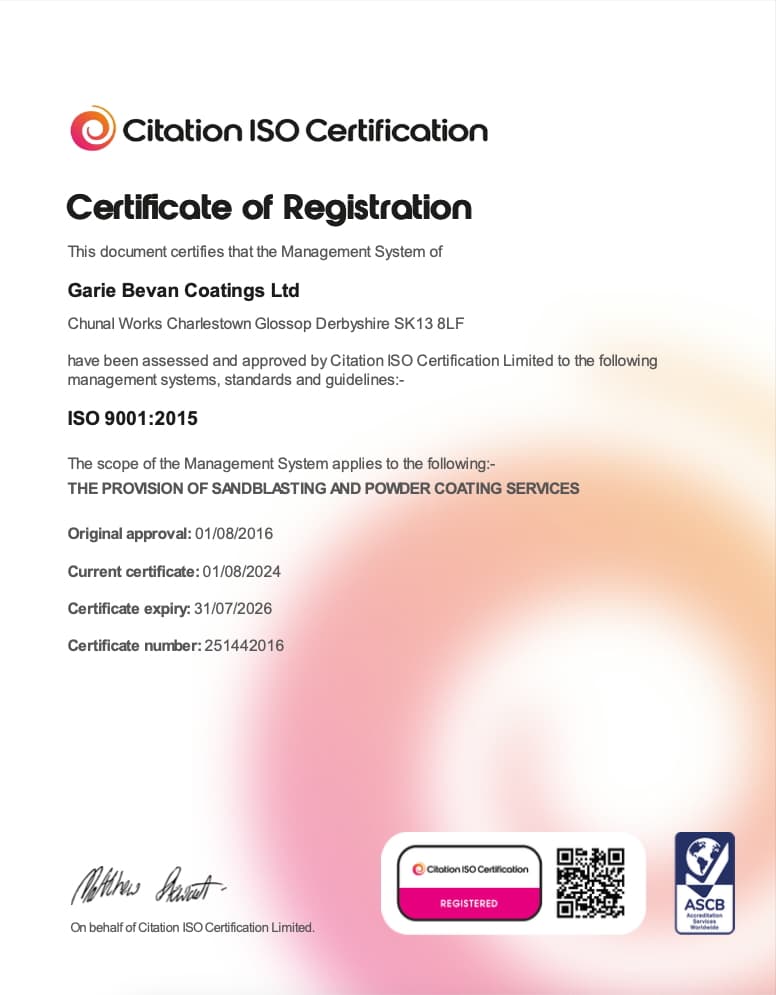 Citation ISO Certification
Certificate of Registration
This document certifies that the Management System of
Garie Bevan Coatings Ltd
Chunal Works Charlestown Glossop Derbyshire SK13 8LF
have been assessed and approved by Citation ISO Certification Limited to the following
management systems, standards and guidelines:-
ISO 9001:2015
The scope of the Management System applies to the following:-
THE PROVISION OF SANDBLASTING AND POWDER COATING SERVICES
Original approval: 01/08/2016
Current certificate: 01/08/2024
Certificate expiry: 31/07/2026
Certificate number: 251442016
Matthew
On behalf of Citation ISO Certification Limited.
Citation ISO Certification
REGISTERED
ASCB
Accreditation
Services
Worldwide